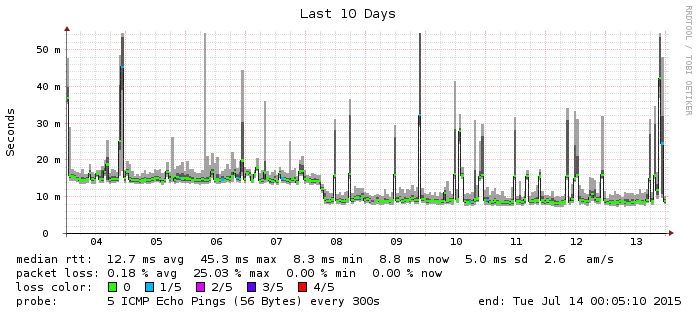 Last 10 Days
RRDTOOL / TOBI OETIKER
Seconds
50 m
40 m
30 m
20 m
10 m
0
04 05 06 07 08 09 10 11 12 13
median rtt: 12.7 ms avg 45.3 ms max 8.3 ms min 8.8 ms now 5.0 ms sd 2.6 am/s
packet loss: 0.18 % avg 25.03 % max 0.00 % min 0.00 % now
loss color: 0 1/5 2/5 3/5 4/5
probe: 5 ICMP Echo Pings (56 Bytes) every 300s end: Tue Jul 14 00:05:10 2015